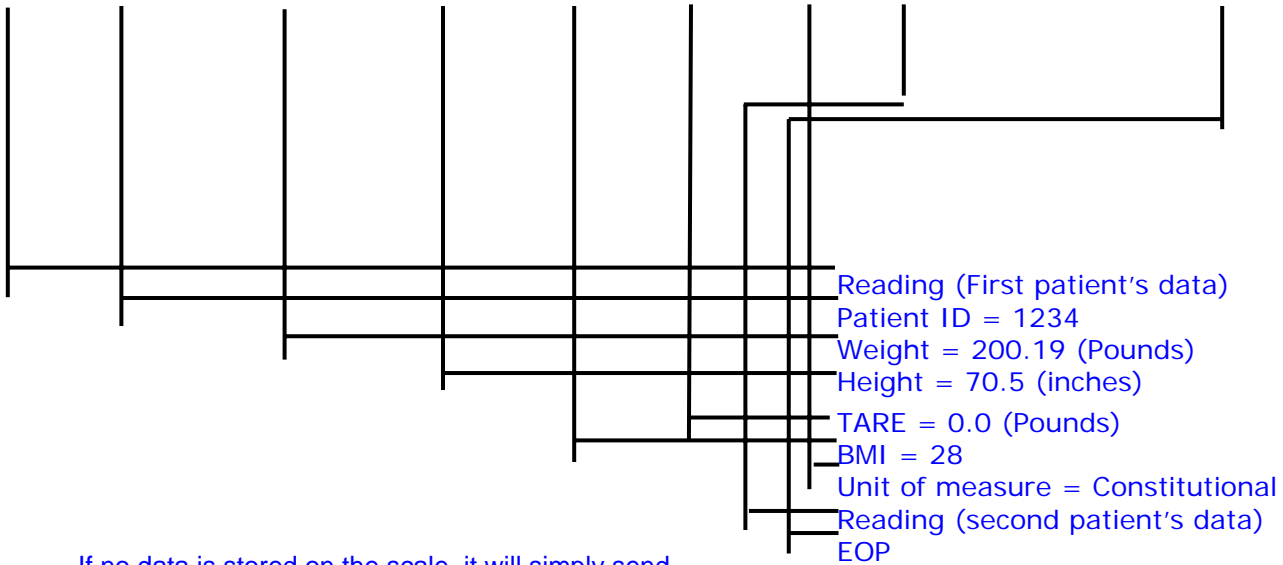 Reading (First patient's data)
Patient ID = 1234
Weight = 200.19 (Pounds)
Height = 70.5 (inches)
TARE = 0.0 (Pounds)
BMI = 28
Unit of measure = Constitutional
Reading (second patient's data)
EOP
If no data is stored on the scale, it will simply send